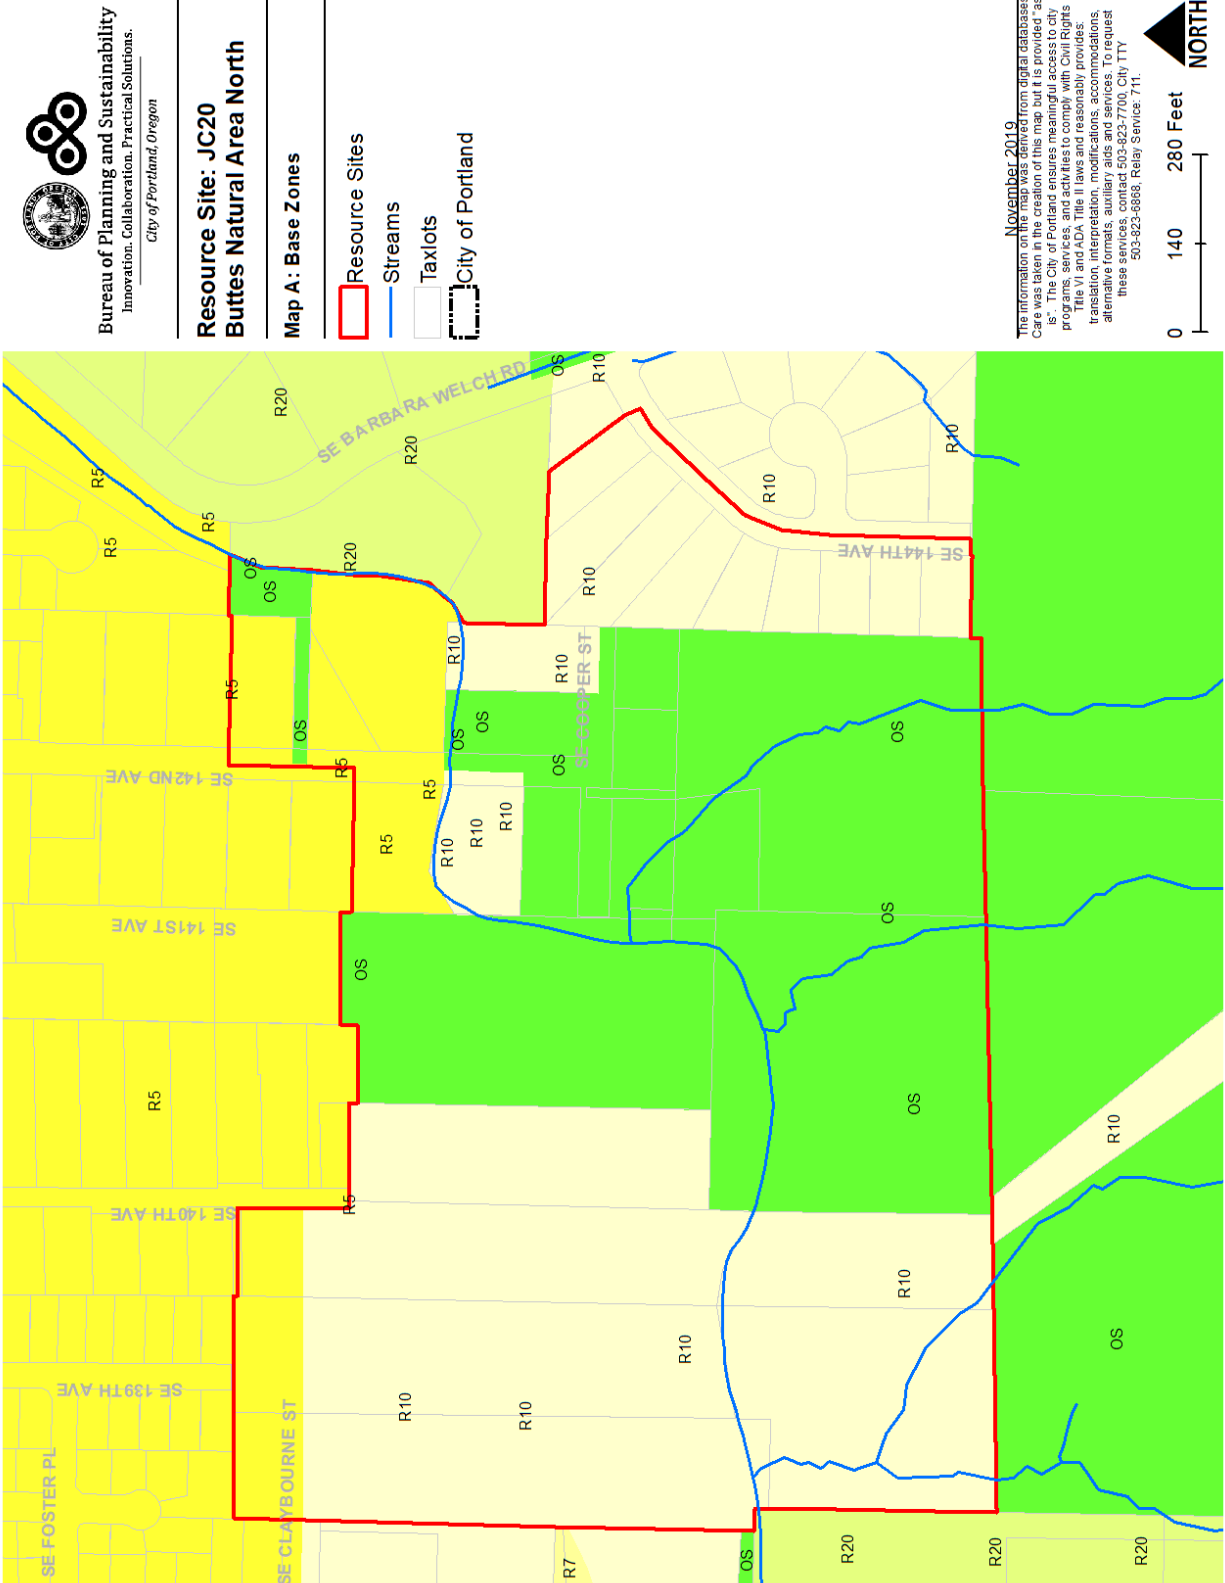 Bureau of Planning and Sustainability
Innovation. Collaboration. Practical Solutions.
City of Portland, Oregon
Resource Site: JC20
Buttes Natural Area North
Map A: Base Zones
Resource Sites
Streams
Taxlots
City of Portland
November 2019
The information on the map was derived from digital databases
Care was taken in the creation of this map but it is provided "as
is". The City of Portland ensures meaningful access to city
programs, services, and activities to comply with Civil Rights
Title VI and ADA Title II laws and reasonably provides:
translation, interpretation, modifications, accommodations,
alternative formats, auxiliary aids and services. To request
these services, contact 503-823-7700, City TTY
503-823-6868, Relay Service: 711.
0 140 280 Feet
NORTH
SE FOSTER PL
SE 139TH AVE
SE 140TH AVE
SE 141ST AVE
SE 142ND AVE
SE CLAYBOURNE ST
SE BARBARA WELCH RD
SE COOPER ST
SE 144TH AVE
R5
R5
R5
R5
R5
R5
R5
R5
R5
R20
R20
R20
OS
OS
OS
OS
OS
OS
OS
OS
R10
R10
R10
R10
R10
R10
R10
R10
R10
OS
OS
OS
R10
R10
R10
R10
R10
R7
OS
OS
R20
R20
R20